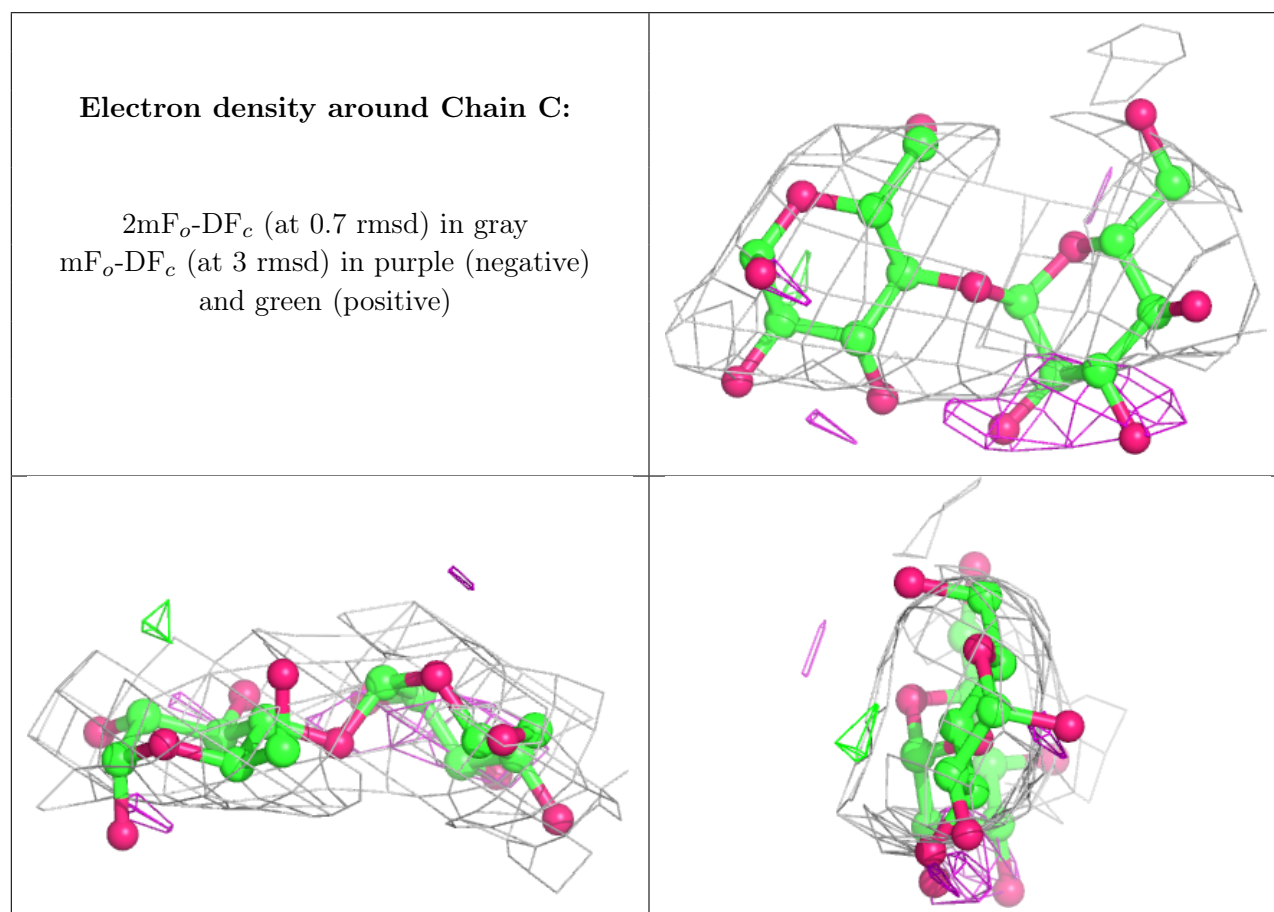 Electron density around Chain C:
2mFₒ-DF𝒸 (at 0.7 rmsd) in gray
mFₒ-DF𝒸 (at 3 rmsd) in purple (negative)
and green (positive)